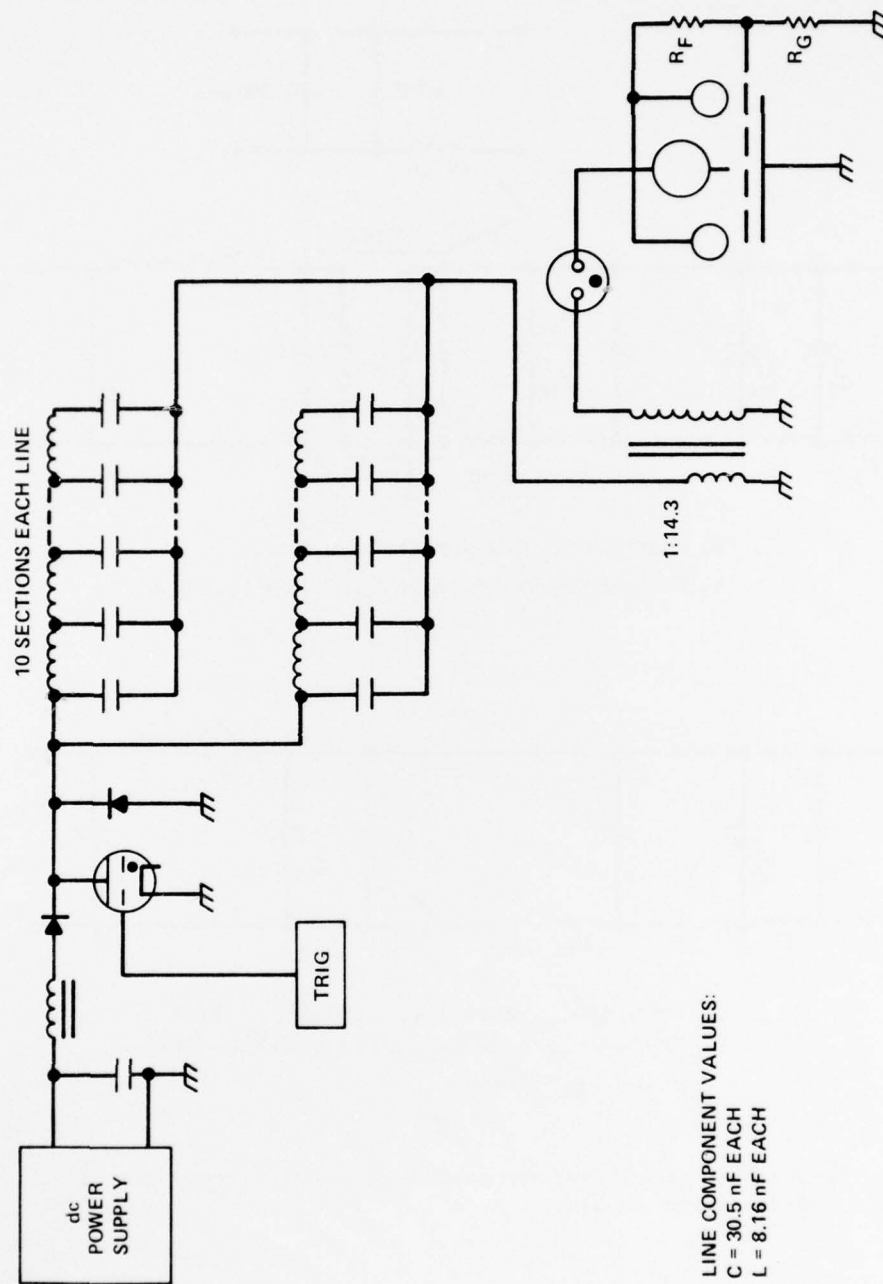 10 SECTIONS EACH LINE
dc
POWER
SUPPLY
TRIG
1:14.3
R_F
R_G
LINE COMPONENT VALUES:
C = 30.5 nF EACH
L = 8.16 nF EACH